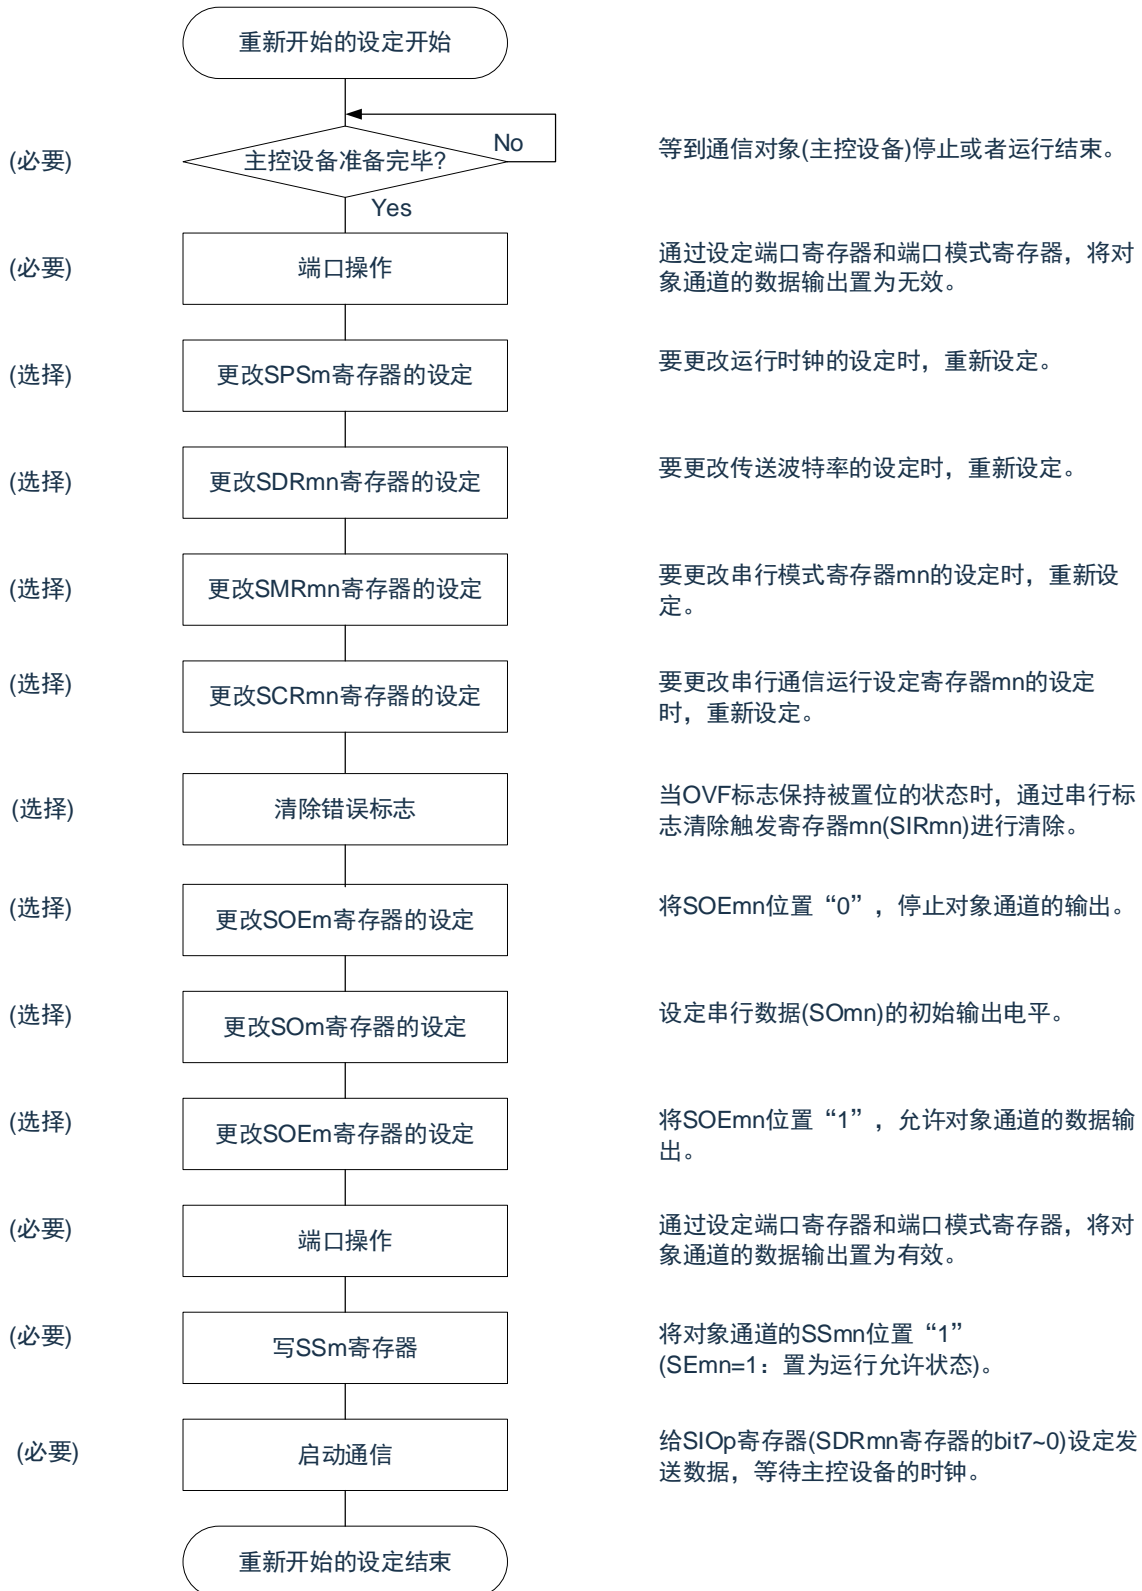 重新开始的设定开始
No
(必要)
主控设备准备完毕?
等到通信对象(主控设备)停止或者运行结束。
Yes
(必要)
端口操作
通过设定端口寄存器和端口模式寄存器，将对
象通道的数据输出置为无效。
(选择)
更改SPSm寄存器的设定
要更改运行时钟的设定时，重新设定。
(选择)
更改SDRmn寄存器的设定
要更改传送波特率的设定时，重新设定。
(选择)
更改SMRmn寄存器的设定
要更改串行模式寄存器mn的设定时，重新设
定。
(选择)
更改SCRmn寄存器的设定
要更改串行通信运行设定寄存器mn的设定
时，重新设定。
(选择)
清除错误标志
当OVF标志保持被置位的状态时，通过串行标
志清除触发寄存器mn(SIRmn)进行清除。
(选择)
更改SOEm寄存器的设定
将SOEmn位置“0”，停止对象通道的输出。
(选择)
更改SOm寄存器的设定
设定串行数据(SOmn)的初始输出电平。
(选择)
更改SOEm寄存器的设定
将SOEmn位置“1”，允许对象通道的数据输
出。
(必要)
端口操作
通过设定端口寄存器和端口模式寄存器，将对
象通道的数据输出置为有效。
(必要)
写SSm寄存器
将对象通道的SSmn位置“1”
(SEmn=1：置为运行允许状态)。
(必要)
启动通信
给SIOp寄存器(SDRmn寄存器的bit7~0)设定发
送数据，等待主控设备的时钟。
重新开始的设定结束